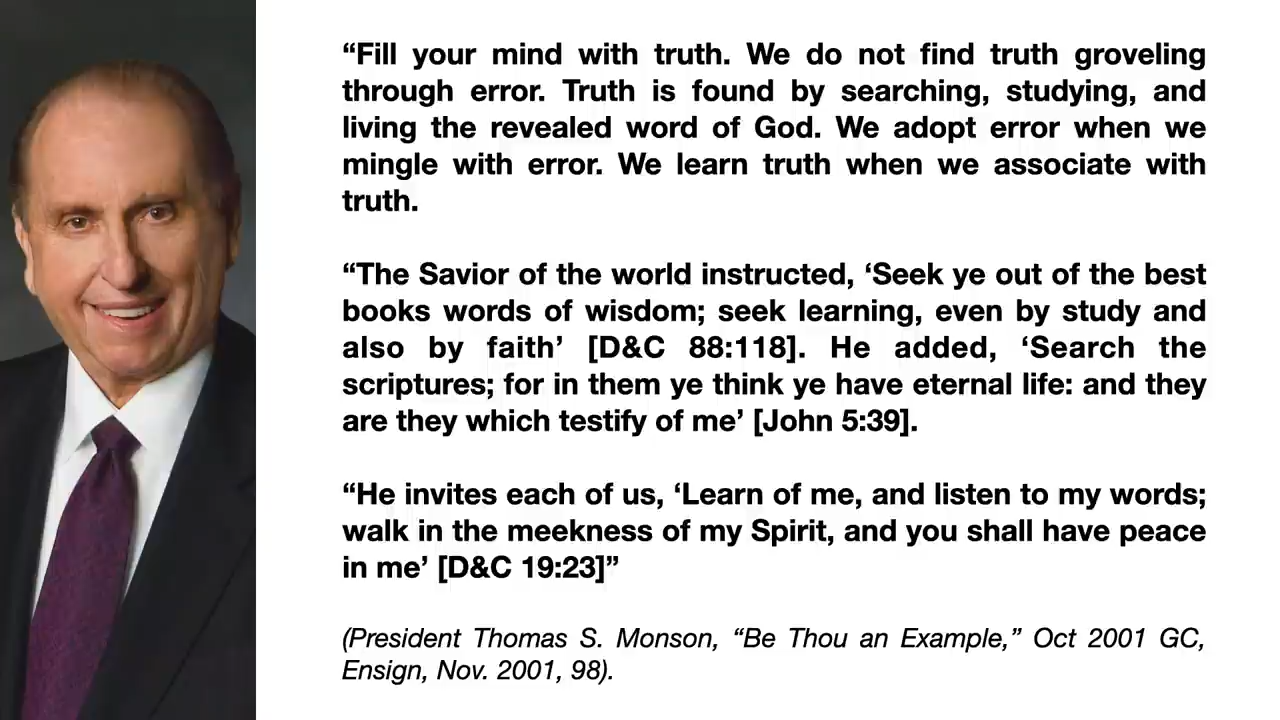 “Fill your mind with truth. We do not find truth groveling
through error. Truth is found by searching, studying, and
living the revealed word of God. We adopt error when we
mingle with error. We learn truth when we associate with
truth.
“The Savior of the world instructed, ‘Seek ye out of the best
books words of wisdom; seek learning, even by study and
also by faith’ [D&C 88:118]. He added, ‘Search the
scriptures; for in them ye think ye have eternal life: and they
are they which testify of me’ [John 5:39].
“He invites each of us, ‘Learn of me, and listen to my words;
walk in the meekness of my Spirit, and you shall have peace
in me’ [D&C 19:23]”
(President Thomas S. Monson, “Be Thou an Example,” Oct 2001 GC,
Ensign, Nov. 2001, 98).